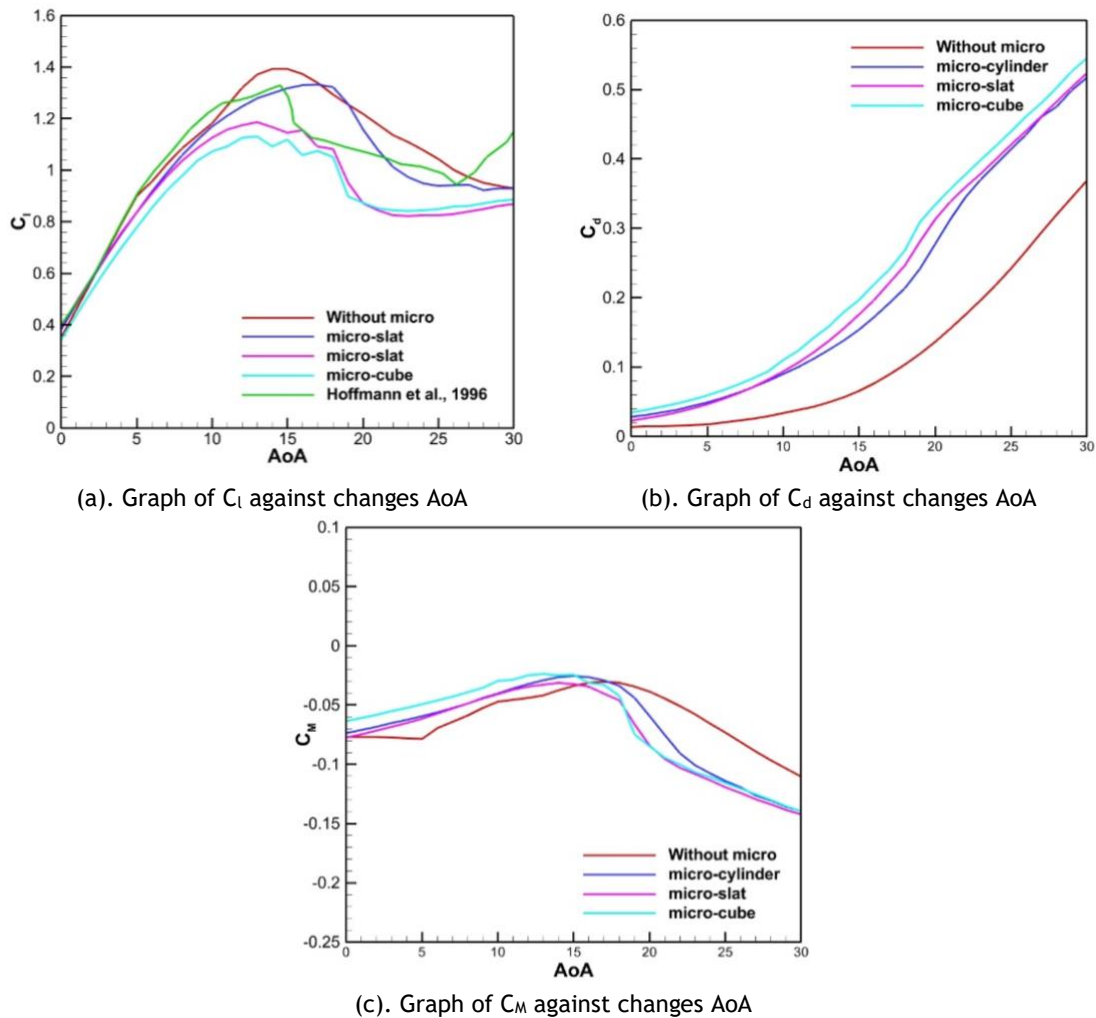 1.6
1.4
1.2
1
0.8
0.6
0.4
0.2
0
Cl
0 5 10 15 20 25 30
AoA
Without micro
micro-slat
micro-slat
micro-cube
Hoffmann et al., 1996
(a). Graph of Cl against changes AoA
0.6
0.5
0.4
0.3
0.2
0.1
0
Cd
0 5 10 15 20 25 30
AoA
Without micro
micro-cylinder
micro-slat
micro-cube
(b). Graph of Cd against changes AoA
0.1
0.05
0
-0.05
-0.1
-0.15
-0.2
-0.25
CM
0 5 10 15 20 25 30
AoA
Without micro
micro-cylinder
micro-slat
micro-cube
(c). Graph of CM against changes AoA